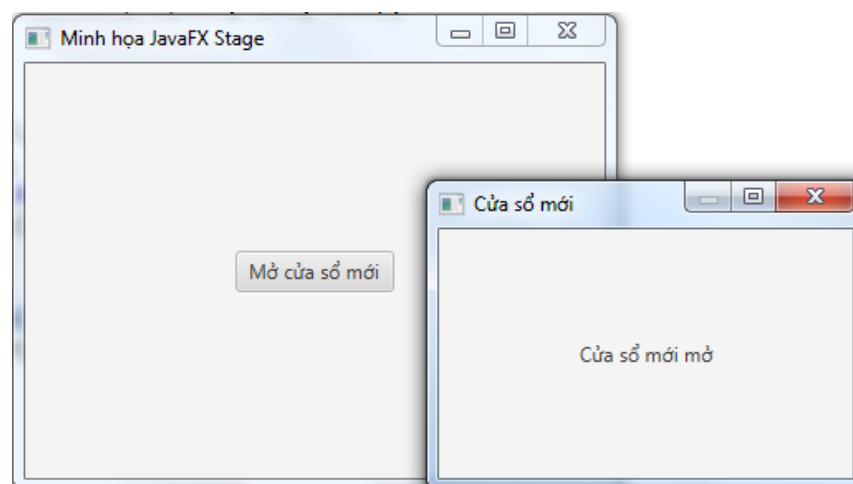 Minh họa JavaFX Stage
Cửa sổ mới
Mở cửa sổ mới
Cửa sổ mới mở